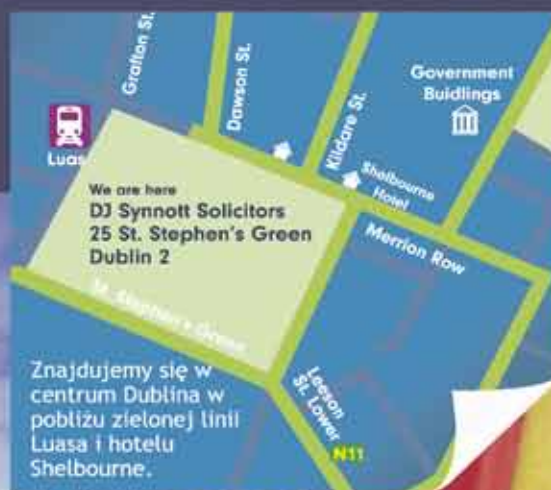 Grafton St.
Dawson St.
Kildare St.
Government
Buidlings
Luas
Shelbourne
Hotel
We are here
DJ Synnott Solicitors
25 St. Stephen's Green
Dublin 2
Merrion Row
St. Stephen's Green
Leeson
St. Lower
N11
Znajdujemy się w
centrum Dublina w
pobliżu zielonej linii
Luasa i hotelu
Shelbourne.